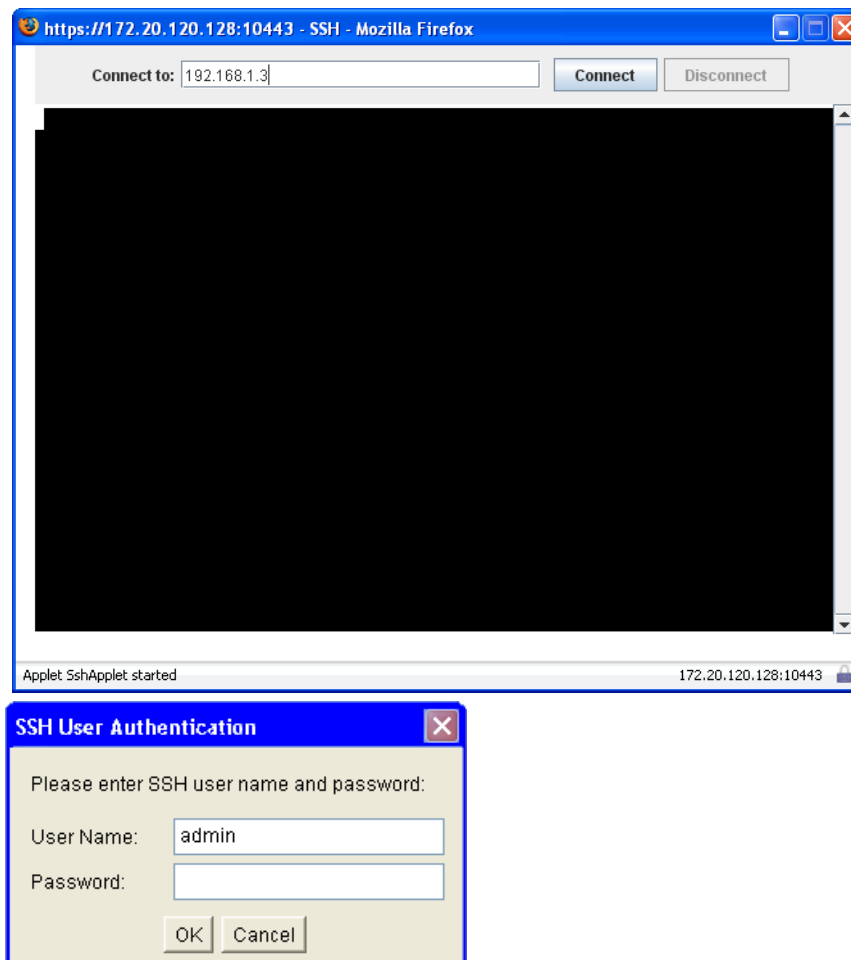 https://172.20.120.128:10443 - SSH - Mozilla Firefox
Connect to: 192.168.1.3 Connect Disconnect
Applet SshApplet started 172.20.120.128:10443
SSH User Authentication
Please enter SSH user name and password:
User Name: admin
Password:
OK Cancel